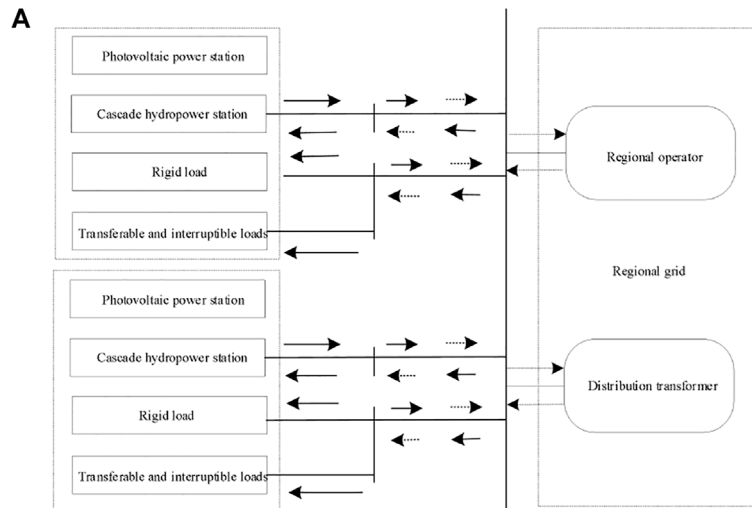 A
Photovoltaic power station
Cascade hydropower station
Rigid load
Transferable and interruptible loads
Regional operator
Regional grid
Photovoltaic power station
Cascade hydropower station
Rigid load
Transferable and interruptible loads
Distribution transformer